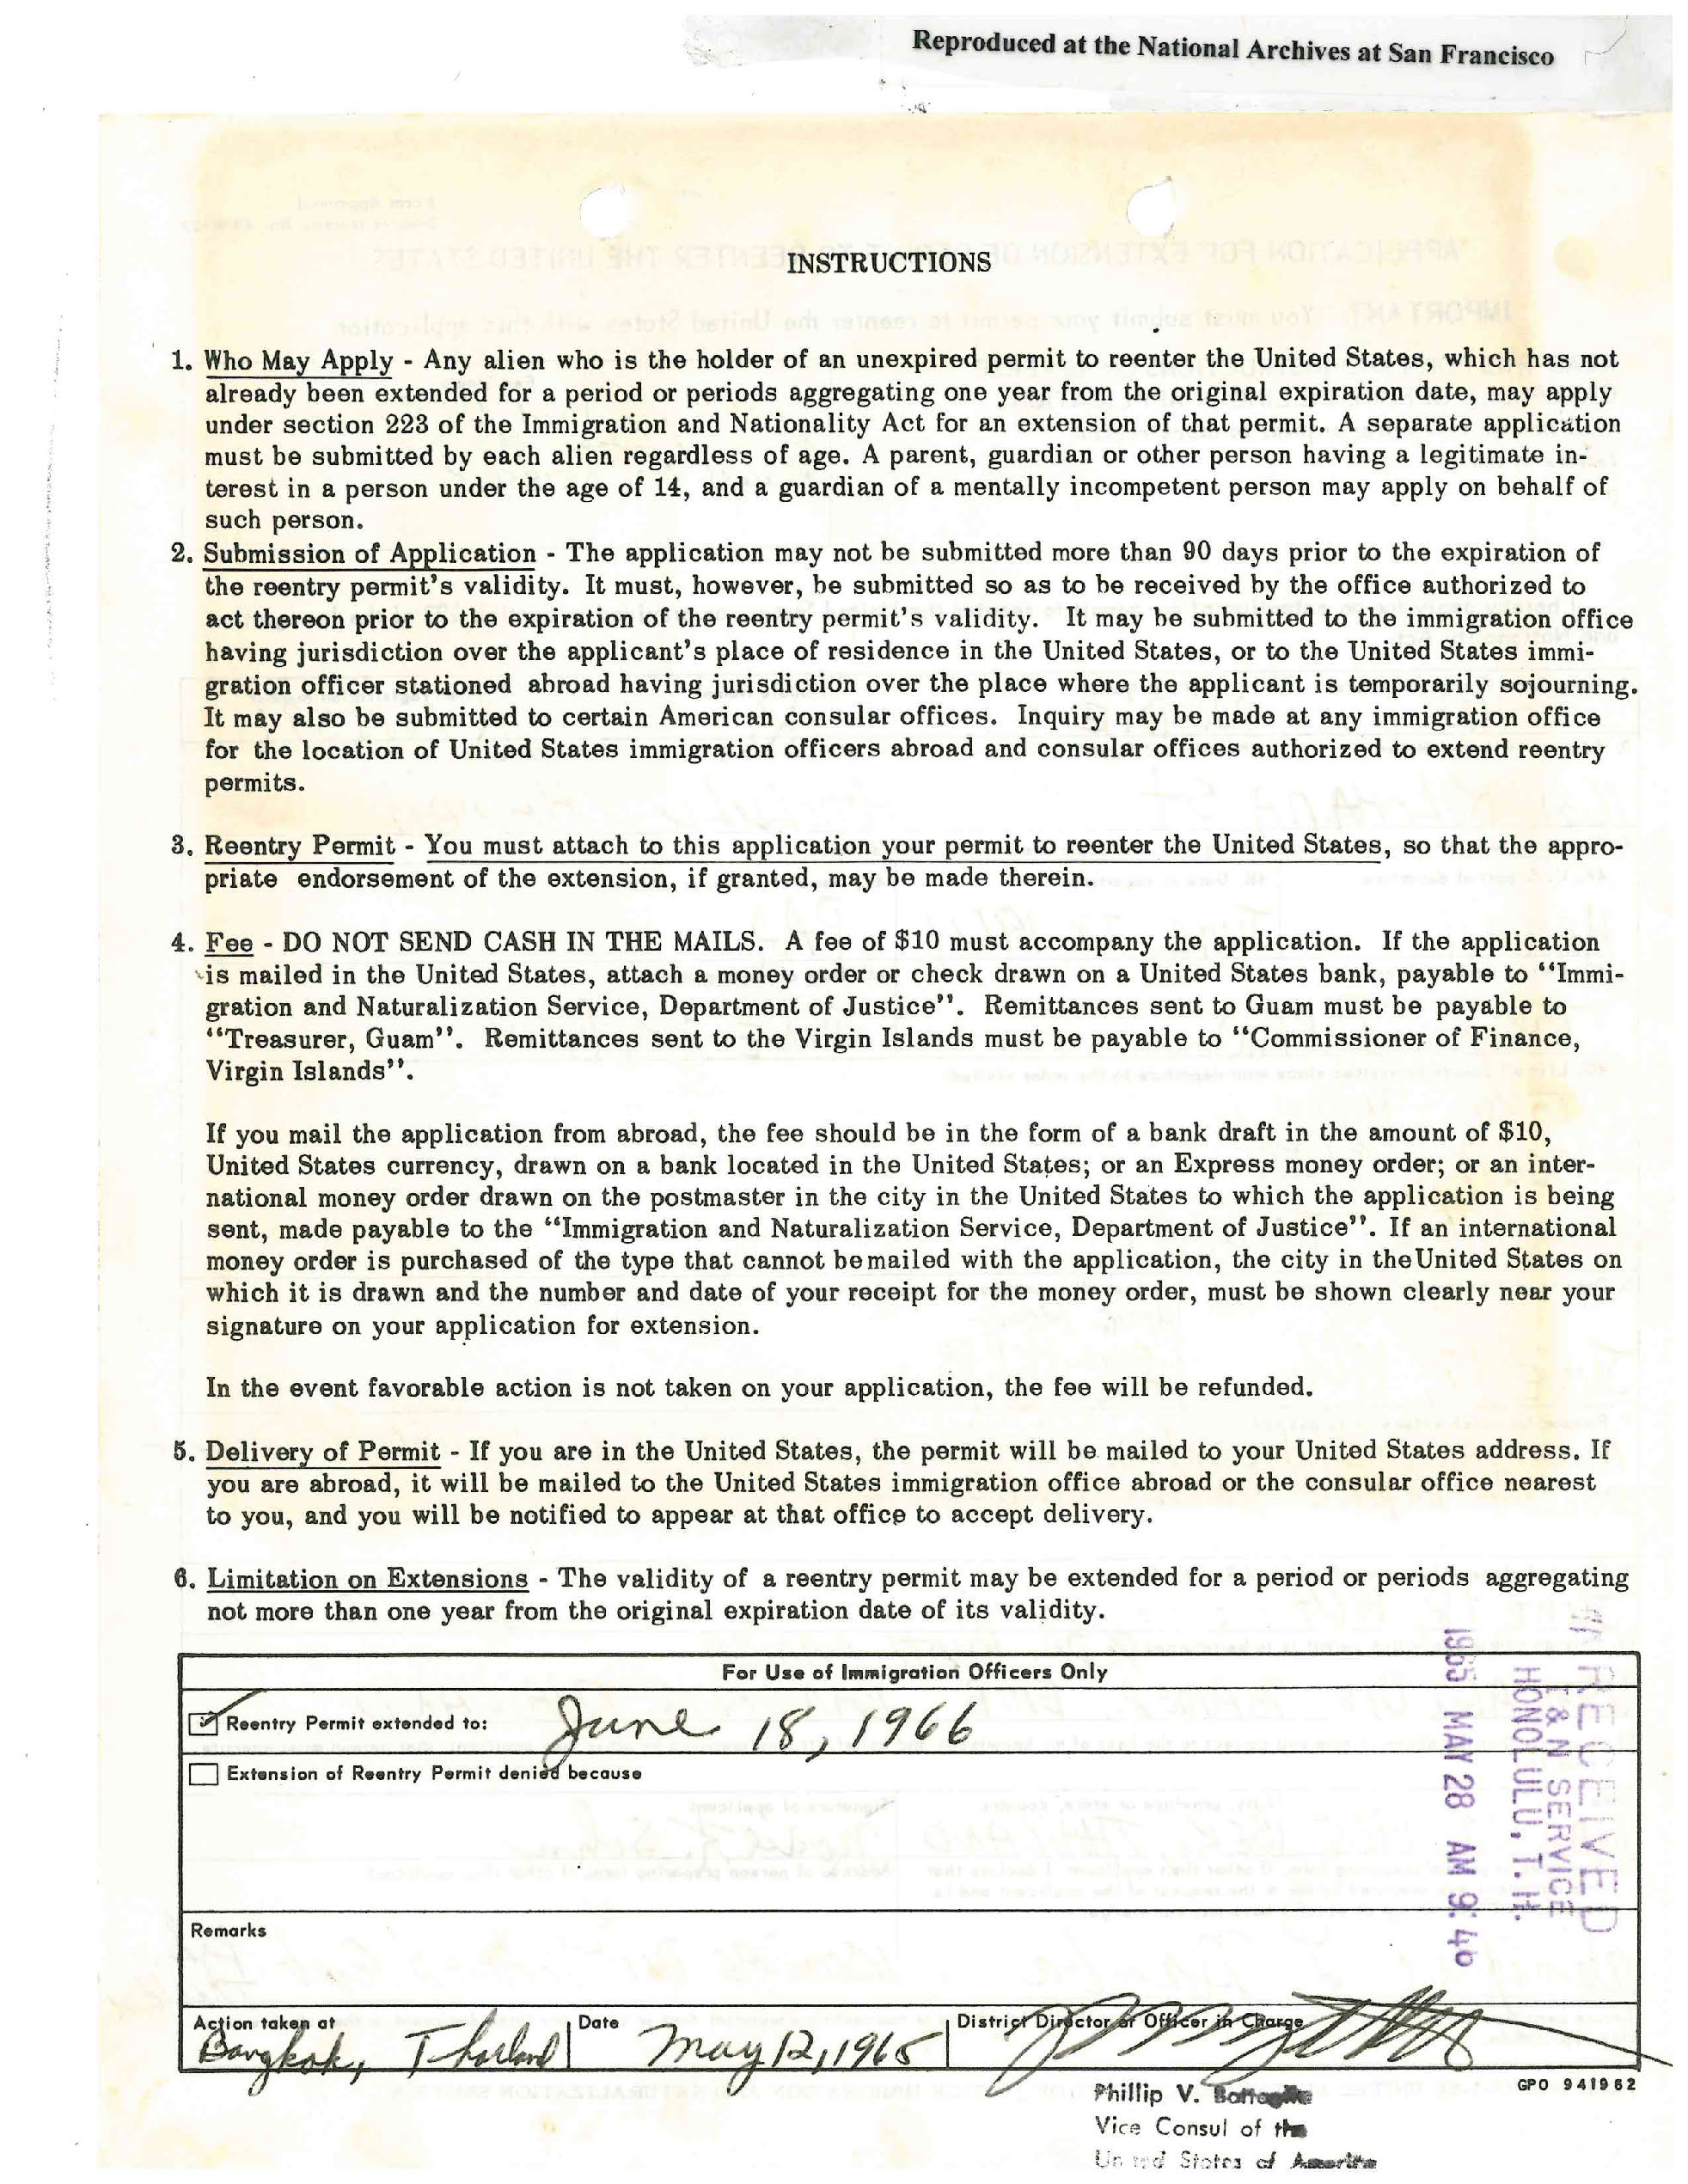 Reproduced at the National Archives at San Francisco
INSTRUCTIONS
1. Who May Apply - Any alien who is the holder of an unexpired permit to reenter the United States, which has not
already been extended for a period or periods aggregating one year from the original expiration date, may apply
under section 223 of the Immigration and Nationality Act for an extension of that permit. A separate application
must be submitted by each alien regardless of age. A parent, guardian or other person having a legitimate in-
terest in a person under the age of 14, and a guardian of a mentally incompetent person may apply on behalf of
such person.
2. Submission of Application - The application may not be submitted more than 90 days prior to the expiration of
the reentry permit's validity. It must, however, be submitted so as to be received by the office authorized to
act thereon prior to the expiration of the reentry permit's validity. It may be submitted to the immigration office
having jurisdiction over the applicant's place of residence in the United States, or to the United States immi-
gration officer stationed abroad having jurisdiction over the place where the applicant is temporarily sojourning.
It may also be submitted to certain American consular offices. Inquiry may be made at any immigration office
for the location of United States immigration officers abroad and consular offices authorized to extend reentry
permits.
3. Reentry Permit - You must attach to this application your permit to reenter the United States, so that the appro-
priate endorsement of the extension, if granted, may be made therein.
4. Fee - DO NOT SEND CASH IN THE MAILS. A fee of $10 must accompany the application. If the application
is mailed in the United States, attach a money order or check drawn on a United States bank, payable to "Immi-
gration and Naturalization Service, Department of Justice". Remittances sent to Guam must be payable to
"Treasurer, Guam". Remittances sent to the Virgin Islands must be payable to "Commissioner of Finance,
Virgin Islands".
If you mail the application from abroad, the fee should be in the form of a bank draft in the amount of $10,
United States currency, drawn on a bank located in the United States; or an Express money order; or an inter-
national money order drawn on the postmaster in the city in the United States to which the application is being
sent, made payable to the "Immigration and Naturalization Service, Department of Justice". If an international
money order is purchased of the type that cannot be mailed with the application, the city in the United States on
which it is drawn and the number and date of your receipt for the money order, must be shown clearly near your
signature on your application for extension.
In the event favorable action is not taken on your application, the fee will be refunded.
5. Delivery of Permit - If you are in the United States, the permit will be mailed to your United States address. If
you are abroad, it will be mailed to the United States immigration office abroad or the consular office nearest
to you, and you will be notified to appear at that office to accept delivery.
6. Limitation on Extensions - The validity of a reentry permit may be extended for a period or periods aggregating
not more than one year from the original expiration date of its validity.
For Use of Immigration Officers Only
Reentry Permit extended to: June 18, 1966
Extension of Reentry Permit denied because
RECEIVED
I & N SERVICE
HONOLULU, T. H.
1965 MAY 28 AM 9:46
Remarks
Action taken at
Bangkok, Thailand
Date
May 12, 1965
District Director or Officer in Charge
GPO 941962
Phillip V.
Vice Consul of the
United States of America